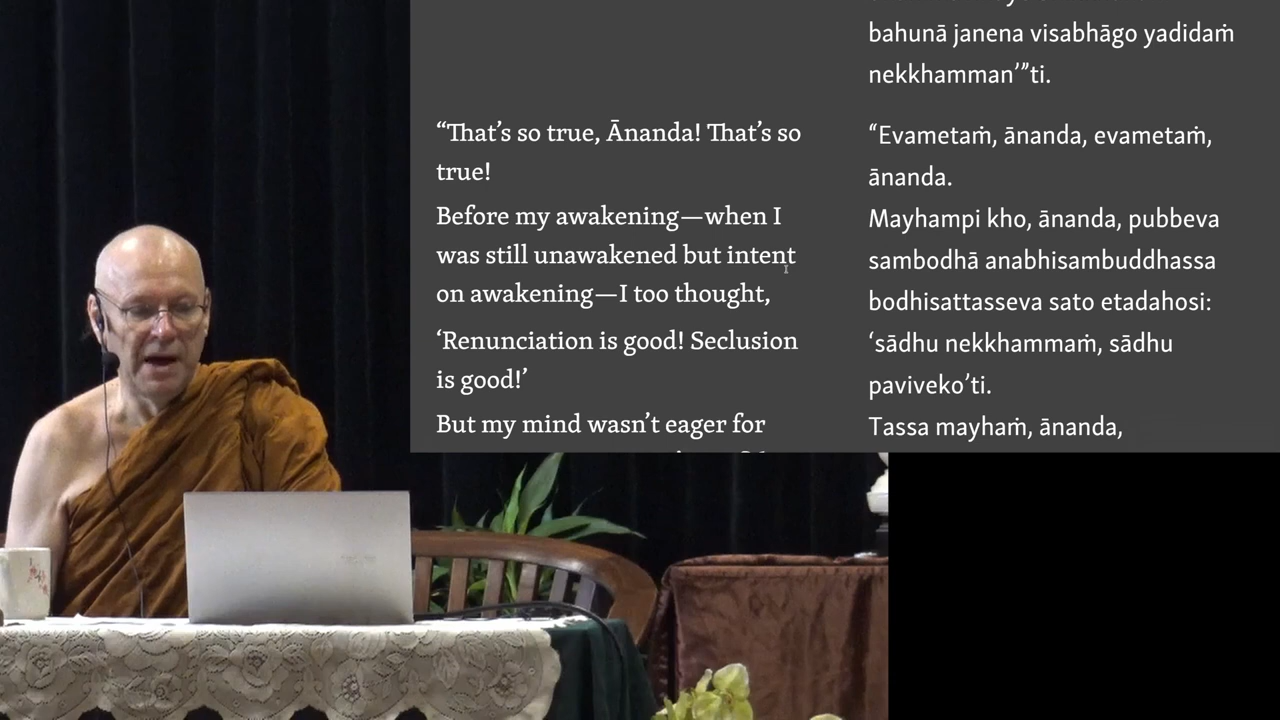 “That’s so true, Ānanda! That’s so
true!
Before my awakening—when I
was still unawakened but intent
on awakening—I too thought,
‘Renunciation is good! Seclusion
is good!’
But my mind wasn’t eager for
bahunā janena visabhāgo yadidaṁ
nekkhamman’”ti.
“Evametaṁ, ānanda, evametaṁ,
ānanda.
Mayhampi kho, ānanda, pubbeva
sambodhā anabhisambuddhassa
bodhisattasseva sato etadahosi:
‘sādhu nekkhammaṁ, sādhu
paviveko’ti.
Tassa mayhaṁ, ānanda,